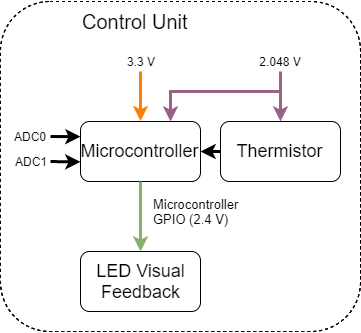 Control Unit
3.3 V
2.048 V
ADC0
ADC1
Microcontroller
Thermistor
Microcontroller
GPIO (2.4 V)
LED Visual
Feedback